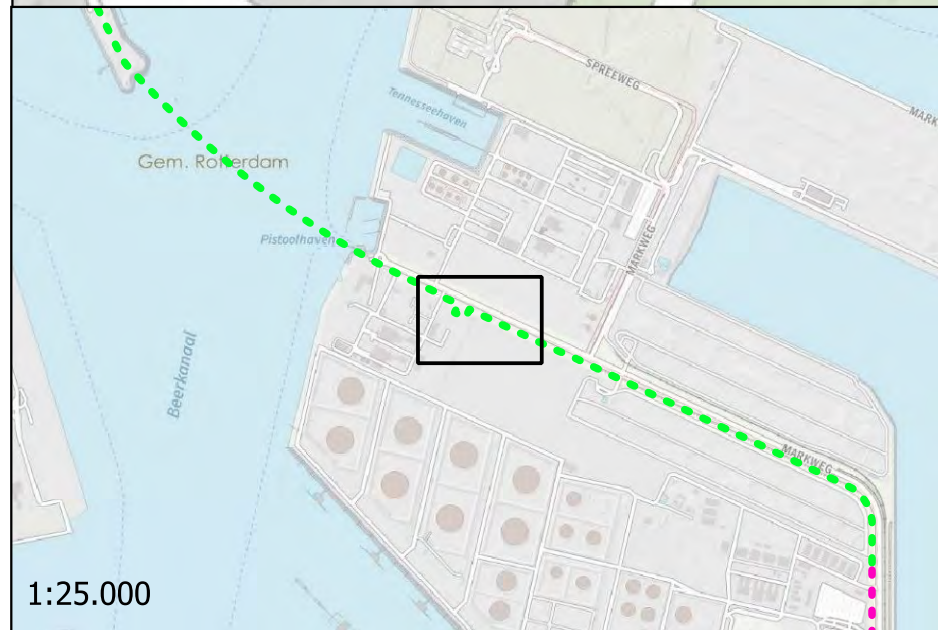 SPREEWEG
Tennesseehaven
MARK
Gem. Rotterdam
Pistoolhaven
MARKWEG
Beerkanaal
MARKWEG
1:25.000